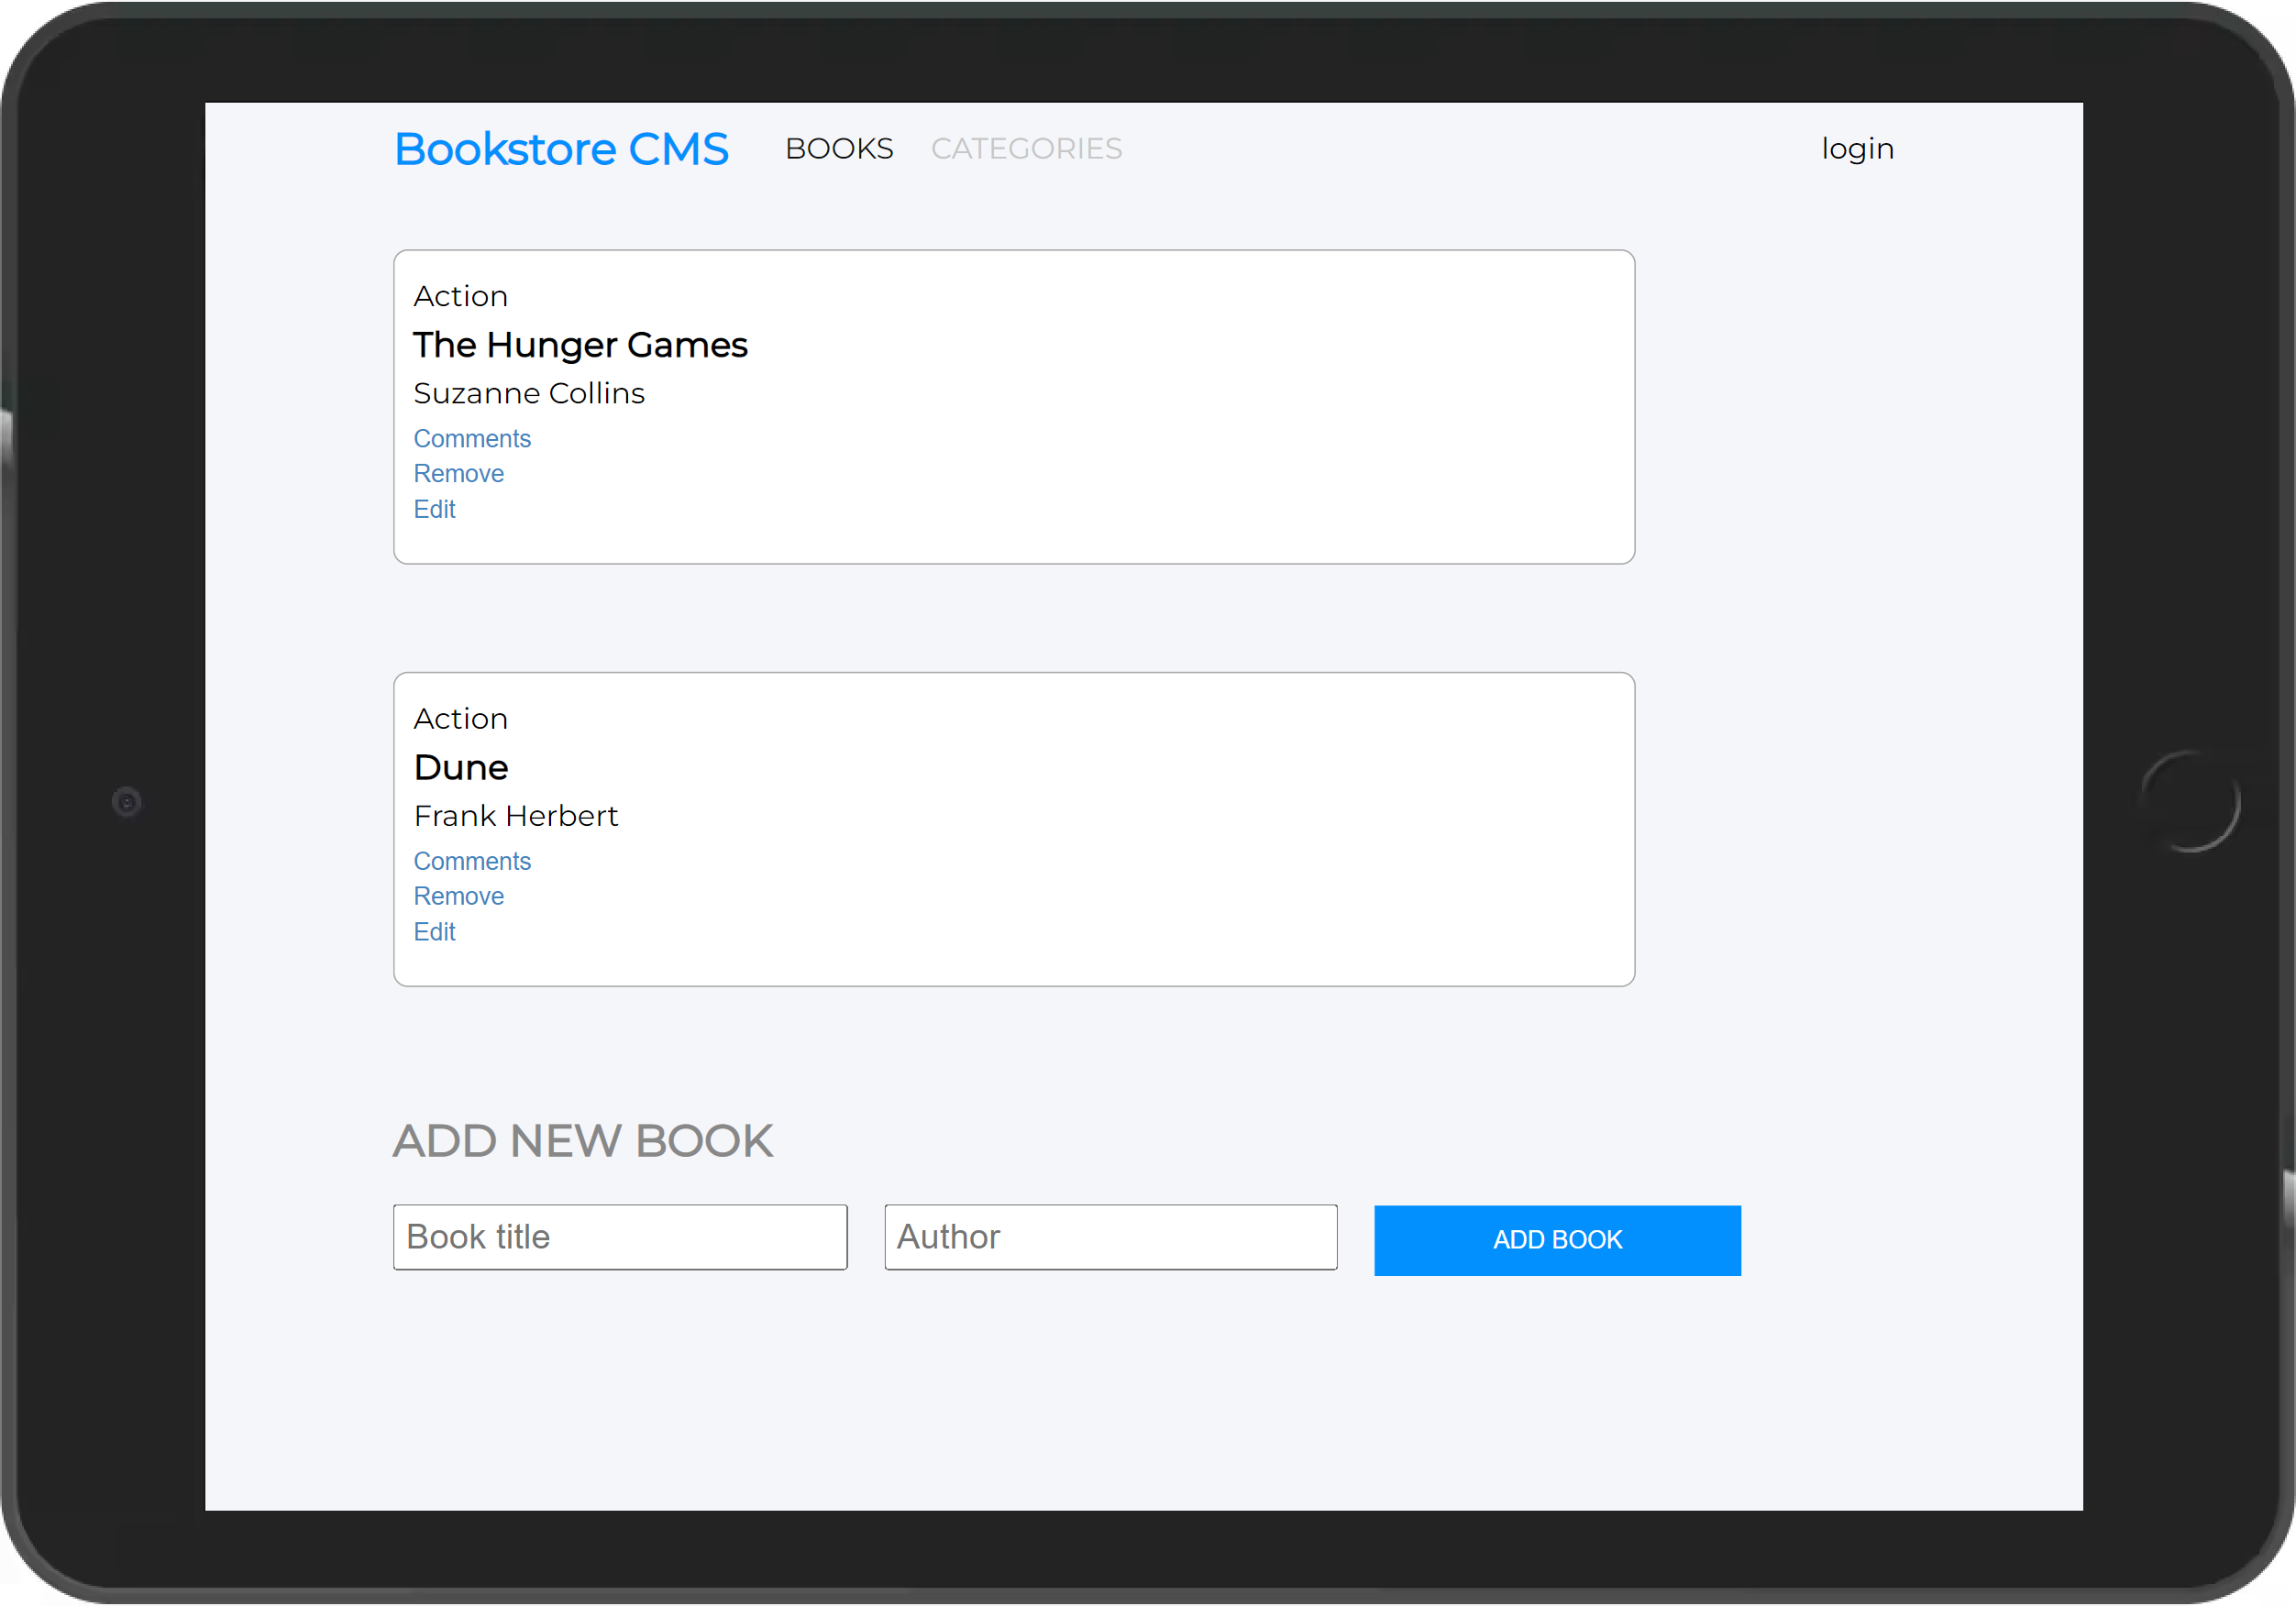 Bookstore CMS BOOKS CATEGORIES login
Action
The Hunger Games
Suzanne Collins
Comments
Remove
Edit
Action
Dune
Frank Herbert
Comments
Remove
Edit
ADD NEW BOOK
Book title Author ADD BOOK